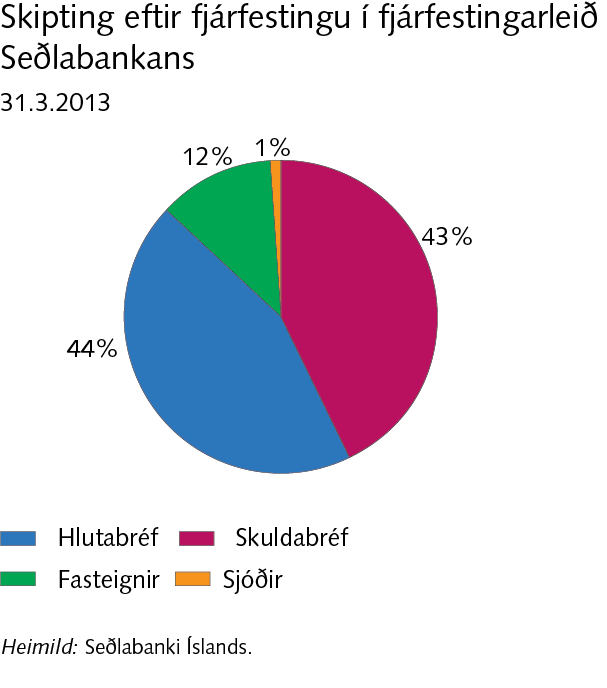 Skipting eftir fjárfestingu í fjárfestingarleið
Seðlabankans
31.3.2013
12%
1%
43%
44%
Hlutabréf
Skuldabréf
Fasteignir
Sjóðir
Heimild: Seðlabanki Íslands.